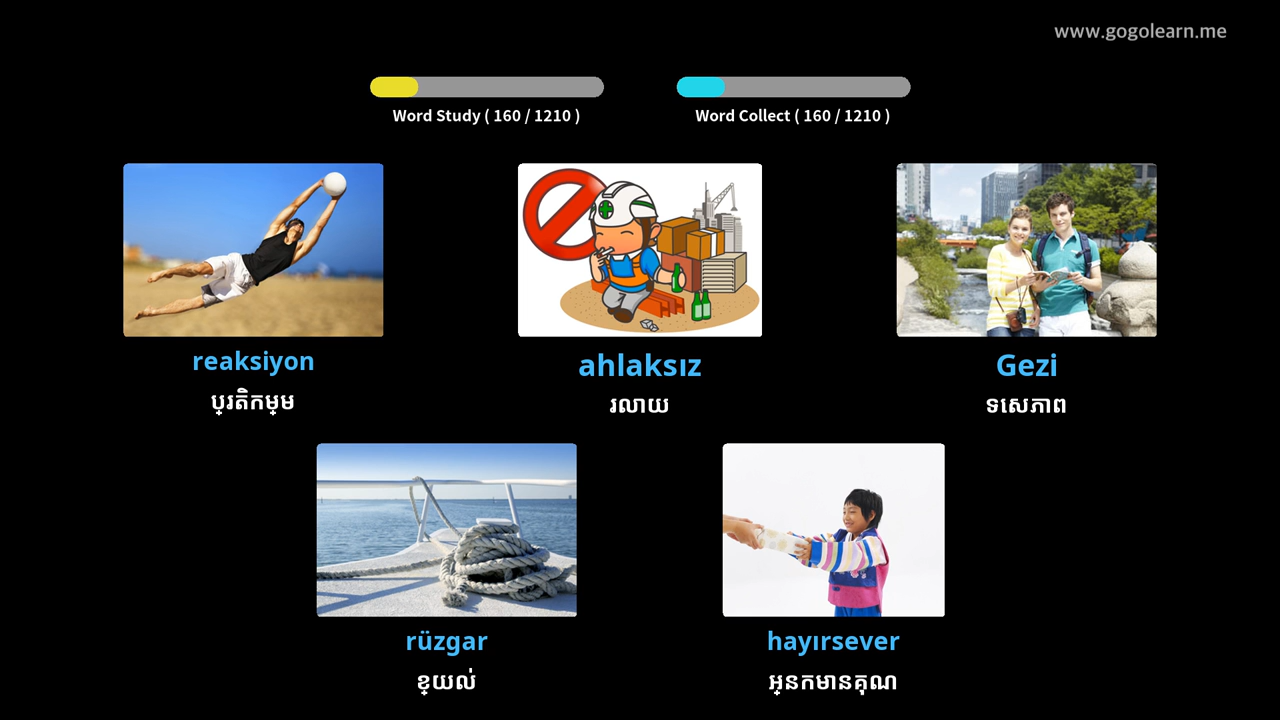 www.gogolearn.me
Word Study ( 160 / 1210 )
Word Collect ( 160 / 1210 )
reaksiyon
ប្រតិកម្ម
ahlaksız
រលាយ
Gezi
ទសេភាព
rüzgar
ខ្យល់
hayırsever
អ្នកមានគុណ